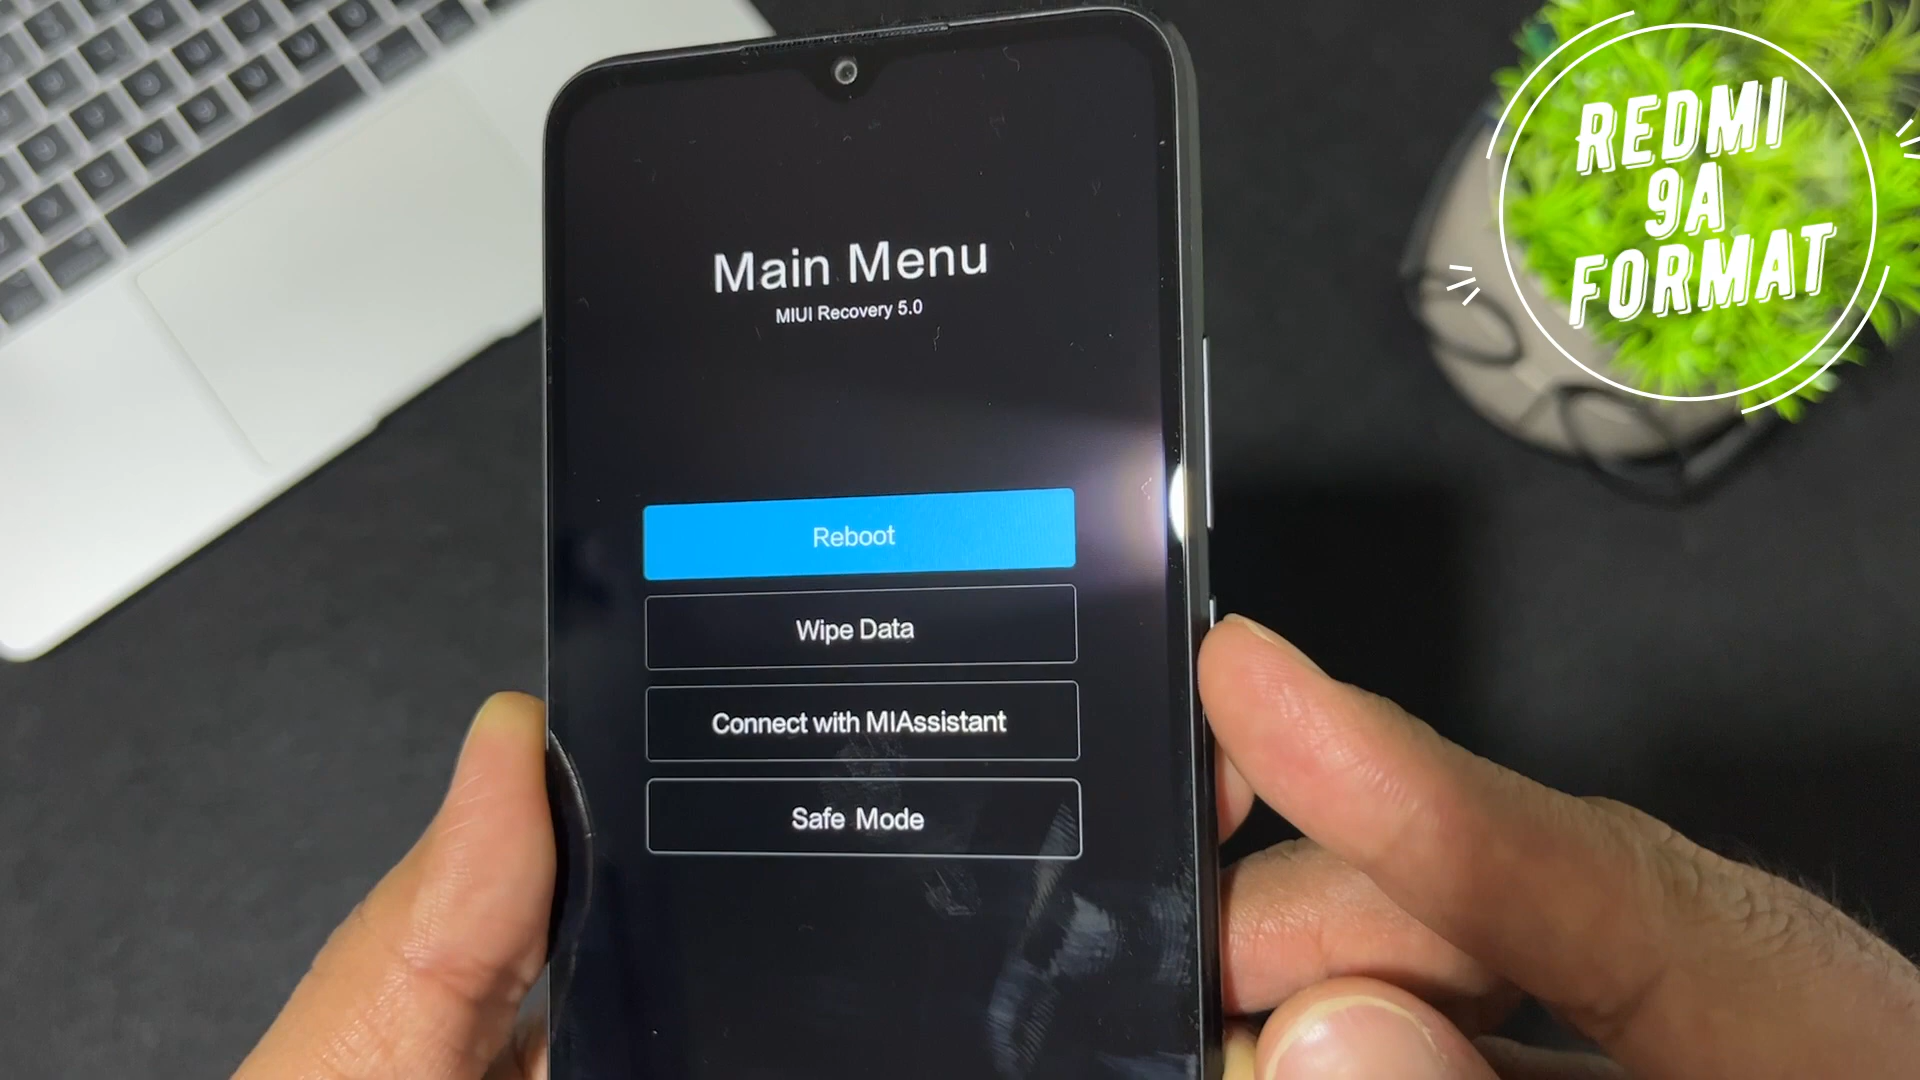 Main Menu
MIUI Recovery 5.0
Reboot
Wipe Data
Connect with MIAssistant
Safe Mode
REDMI
9A
FORMAT